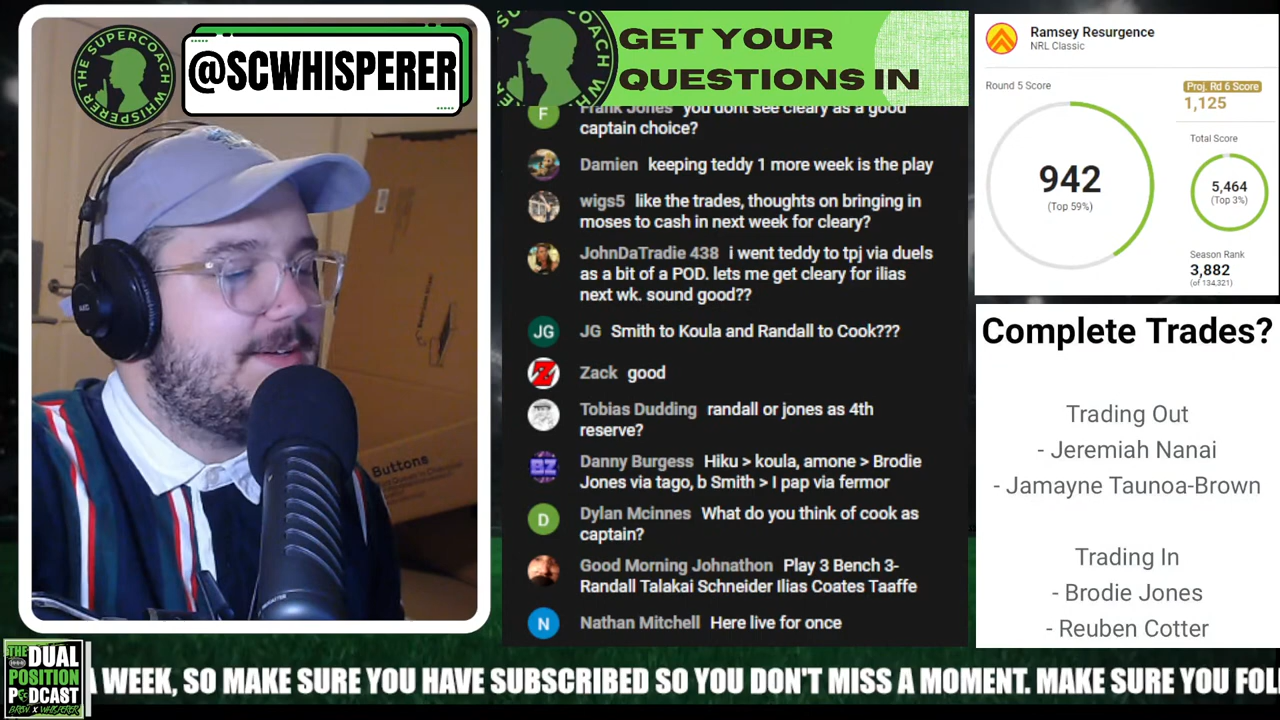 THE SUPERCOACH WHISPERER
@SCWHISPERER
Buttons
GET YOUR
QUESTIONS IN
Frank Jones you dont see cleary as a good
captain choice?
Damien keeping teddy 1 more week is the play
wigs5 like the trades, thoughts on bringing in
moses to cash in next week for cleary?
JohnDaTradie 438 i went teddy to tpj via duels
as a bit of a POD. lets me get cleary for ilias
next wk. sound good??
JG JG Smith to Koula and Randall to Cook???
Zack good
Tobias Dudding randall or jones as 4th
reserve?
Danny Burgess Hiku > koula, amone > Brodie
Jones via tago, b Smith > I pap via fermor
D Dylan Mcinnes What do you think of cook as
captain?
Good Morning Johnathon Play 3 Bench 3-
Randall Talakai Schneider Ilias Coates Taaffe
N Nathan Mitchell Here live for once
Ramsey Resurgence
NRL Classic
Round 5 Score
942
(Top 59%)
Proj. Rd 6 Score
1,125
Total Score
5,464
(Top 3%)
Season Rank
3,882
(of 134,321)
Complete Trades?
Trading Out
- Jeremiah Nanai
- Jamayne Taunoa-Brown
Trading In
- Brodie Jones
- Reuben Cotter
THE DUAL
POSITION
PODCAST
A WEEK, SO MAKE SURE YOU HAVE SUBSCRIBED SO YOU DON'T MISS A MOMENT. MAKE SURE YOU FOL